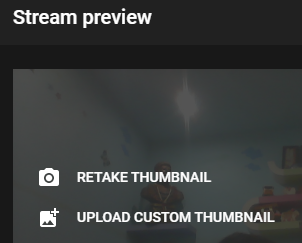 Stream preview
RETAKE THUMBNAIL
UPLOAD CUSTOM THUMBNAIL